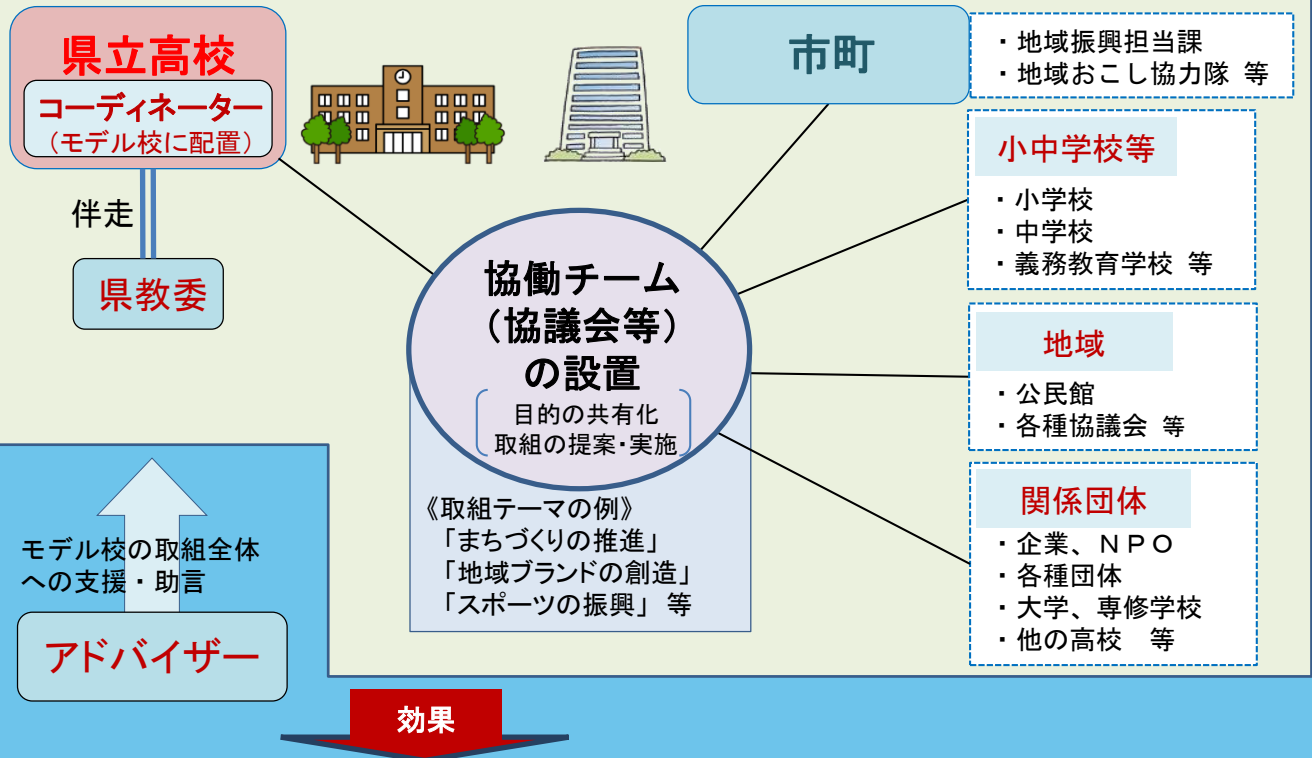 県立高校
コーディネーター
（モデル校に配置）
伴走
県教委
市町
・地域振興担当課
・地域おこし協力隊 等
小中学校等
・小学校
・中学校
・義務教育学校 等
地域
・公民館
・各種協議会 等
関係団体
・企業、ＮＰＯ
・各種団体
・大学、専修学校
・他の高校　等
協働チーム
（協議会等）
の設置
目的の共有化
取組の提案・実施
《取組テーマの例》
「まちづくりの推進」
「地域ブランドの創造」
「スポーツの振興」 等
モデル校の取組全体
への支援・助言
アドバイザー
効果